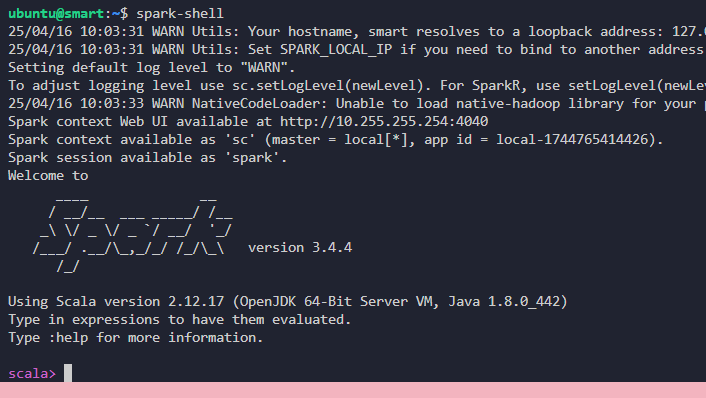 ubuntu@smart:~$ spark-shell
25/04/16 10:03:31 WARN Utils: Your hostname, smart resolves to a loopback address: 127.
25/04/16 10:03:31 WARN Utils: Set SPARK_LOCAL_IP if you need to bind to another address
Setting default log level to "WARN".
To adjust logging level use sc.setLogLevel(newLevel). For SparkR, use setLogLevel(newLeve
25/04/16 10:03:33 WARN NativeCodeLoader: Unable to load native-hadoop library for your p
Spark context Web UI available at http://10.255.255.254:4040
Spark context available as 'sc' (master = local[*], app id = local-1744765414426).
Spark session available as 'spark'.
Welcome to
      ____              __
     / __/__  ___ _____/ /__
    _\ \/ _ \/ _ `/ __/  '_/
   /___/ .__/\_,_/_/ /_/\_\   version 3.4.4
      /_/
Using Scala version 2.12.17 (OpenJDK 64-Bit Server VM, Java 1.8.0_442)
Type in expressions to have them evaluated.
Type :help for more information.
scala>